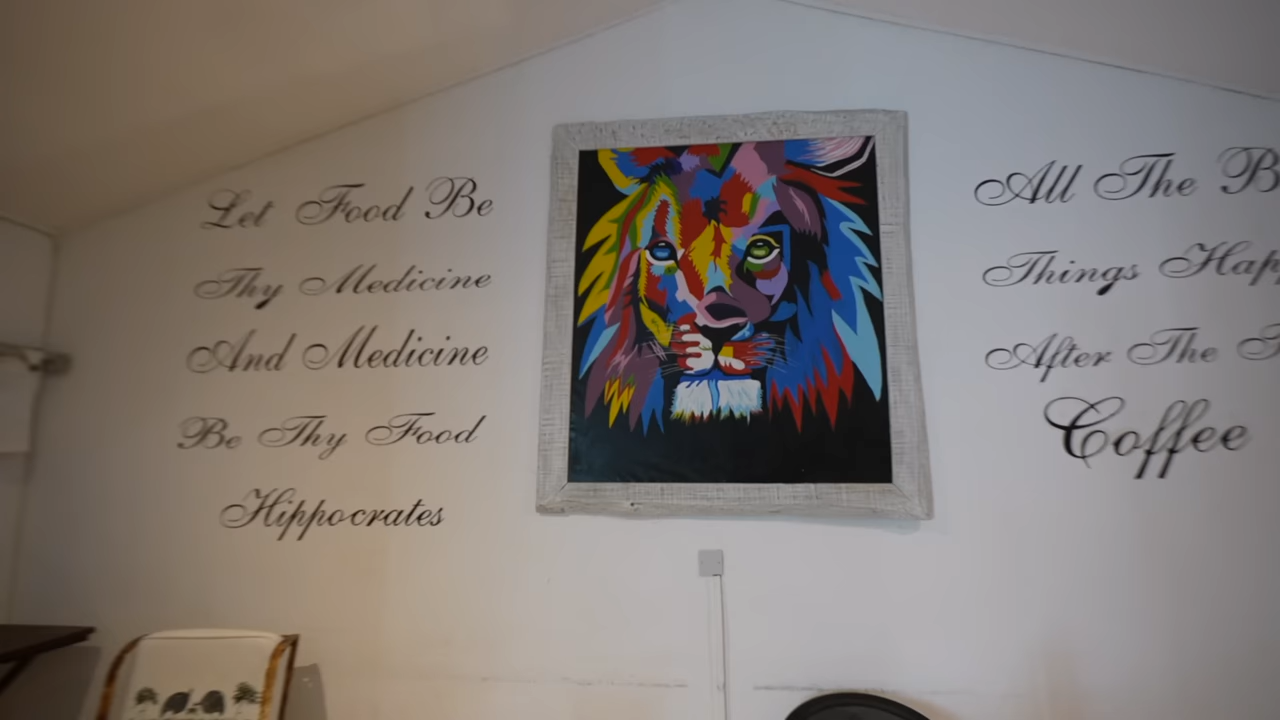 Let Food Be
Thy Medicine
And Medicine
Be Thy Food
Hippocrates
All The
Things
After The
Coffee